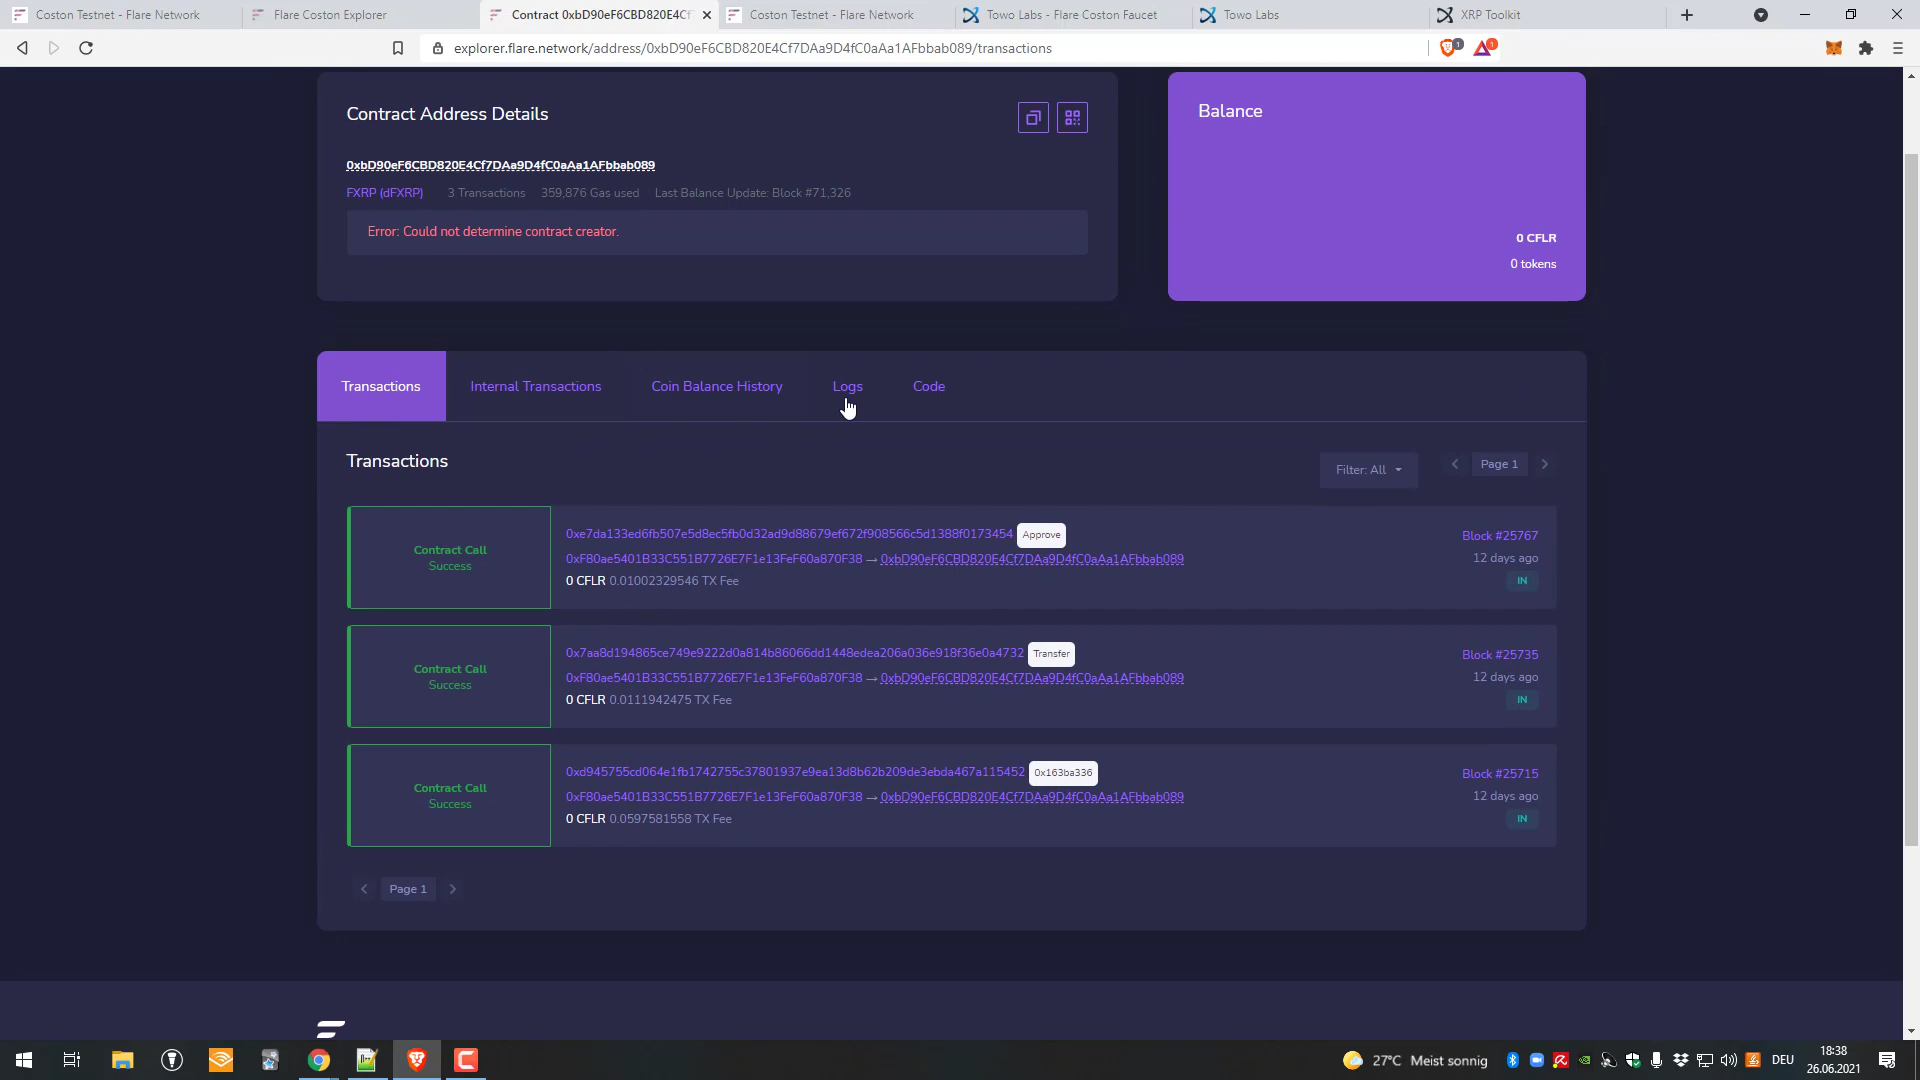 Coston Testnet - Flare Network
Flare Coston Explorer
Contract 0xbD90eF6CBD820E4Cf
Coston Testnet - Flare Network
Towo Labs - Flare Coston Faucet
Towo Labs
XRP Toolkit
explorer.flare.network/address/0xbD90eF6CBD820E4Cf7DAa9D4fC0aAa1AFbbab089/transactions
1
1
Contract Address Details
0xbD90eF6CBD820E4Cf7DAa9D4fC0aAa1AFbbab089
FXRP (dFXRP) 3 Transactions 359,876 Gas used Last Balance Update: Block #71,326
Error: Could not determine contract creator.
Balance
0 CFLR
0 tokens
Transactions Internal Transactions Coin Balance History Logs Code
Transactions
Filter: All
Page 1
Contract Call
Success
0xe7da133ed6fb507e5d8ec5fb0d32ad9d88679ef672f908566c5d1388f0173454 Approve
0xF80ae5401B33C551B7726E7F1e13FeF60a870F38 → 0xbD90eF6CBD820E4Cf7DAa9D4fC0aAa1AFbbab089
0 CFLR 0.01002329546 TX Fee
Block #25767
12 days ago
IN
Contract Call
Success
0x7aa8d194865ce749e9222d0a814b86066dd1448edea206a036e918f36e0a4732 Transfer
0xF80ae5401B33C551B7726E7F1e13FeF60a870F38 → 0xbD90eF6CBD820E4Cf7DAa9D4fC0aAa1AFbbab089
0 CFLR 0.0111942475 TX Fee
Block #25735
12 days ago
IN
Contract Call
Success
0xd945755cd064e1fb1742755c37801937e9ea13d8b62b209de3ebda467a115452 0x163ba336
0xF80ae5401B33C551B7726E7F1e13FeF60a870F38 → 0xbD90eF6CBD820E4Cf7DAa9D4fC0aAa1AFbbab089
0 CFLR 0.0597581558 TX Fee
Block #25715
12 days ago
IN
Page 1
27°C Meist sonnig
DEU
18:38
26.06.2021